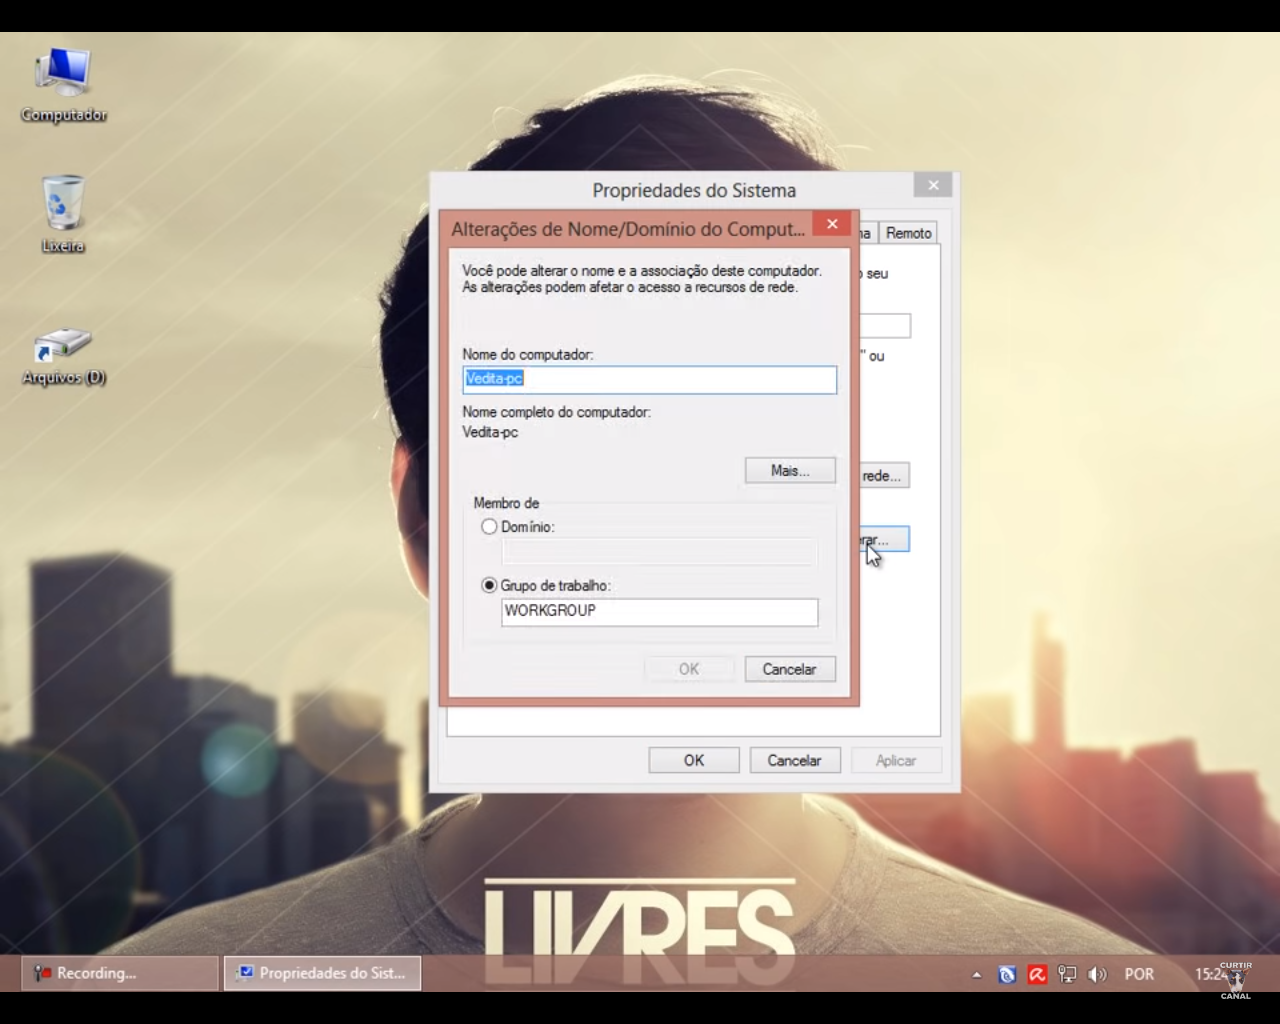 Computador
Lixeira
Arquivos (D)
Propriedades do Sistema
Alterações de Nome/Domínio do Comput...
Remoto
Você pode alterar o nome e a associação deste computador.
As alterações podem afetar o acesso a recursos de rede.
seu
" ou
Nome do computador:
Vedita-pc
Nome completo do computador:
Vedita-pc
Mais...
rede...
Membro de
Domínio:
Grupo de trabalho:
WORKGROUP
OK
Cancelar
OK
Cancelar
Aplicar
LIVRES
Recording...
Propriedades do Sist...
POR
15:24
CURTIR
CANAL